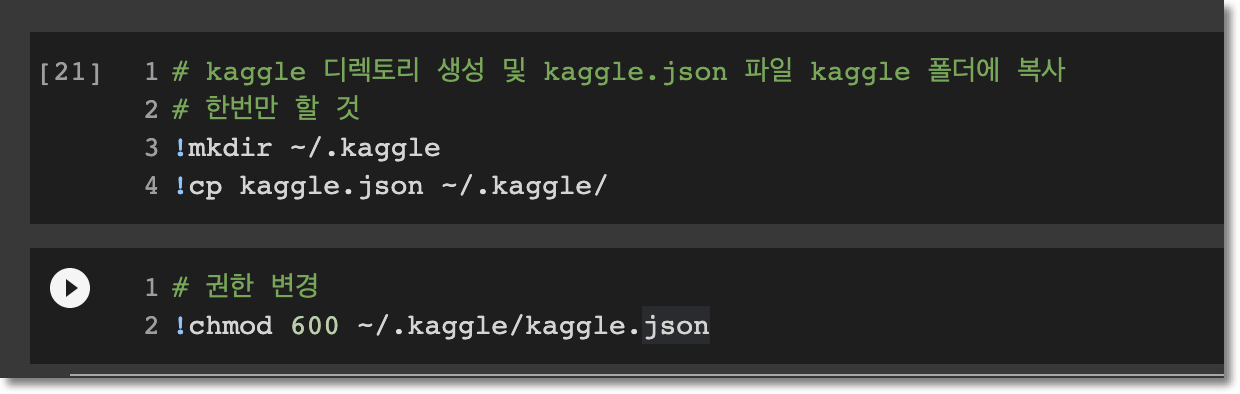 [21] 1 # kaggle 디렉토리 생성 및 kaggle.json 파일 kaggle 폴더에 복사
2 # 한번만 할 것
3 !mkdir ~/.kaggle
4 !cp kaggle.json ~/.kaggle/
1 # 권한 변경
2 !chmod 600 ~/.kaggle/kaggle.json